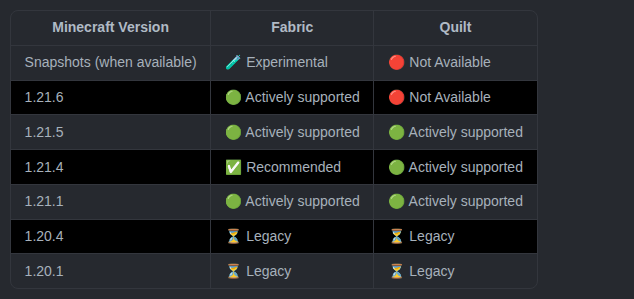 Minecraft Version Fabric Quilt
Snapshots (when available) 🧪 Experimental 🔴 Not Available
1.21.6 🟢 Actively supported 🔴 Not Available
1.21.5 🟢 Actively supported 🟢 Actively supported
1.21.4 ✅ Recommended 🟢 Actively supported
1.21.1 🟢 Actively supported 🟢 Actively supported
1.20.4 ⏳ Legacy ⏳ Legacy
1.20.1 ⏳ Legacy ⏳ Legacy